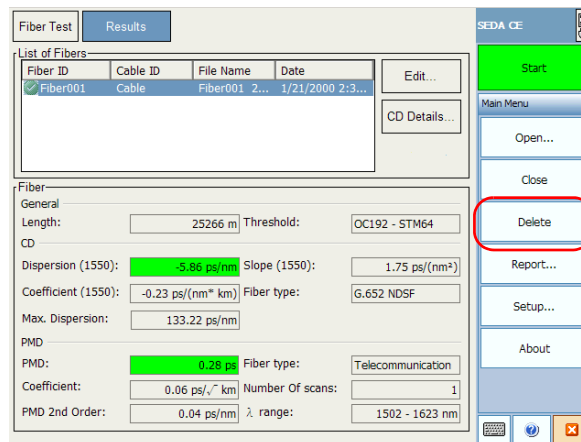 Fiber Test Results SEDA CE
List of Fibers
Fiber ID Cable ID File Name Date
Fiber001 Cable Fiber001 2... 1/21/2000 2:3...
Edit...
CD Details...
Fiber
General
Length: 25266 m Threshold: OC192 - STM64
CD
Dispersion (1550): -5.86 ps/nm Slope (1550): 1.75 ps/(nm²)
Coefficient (1550): -0.23 ps/(nm* km) Fiber type: G.652 NDSF
Max. Dispersion: 133.22 ps/nm
PMD
PMD: 0.28 ps Fiber type: Telecommunication
Coefficient: 0.06 ps/√ km Number Of scans: 1
PMD 2nd Order: 0.04 ps/nm λ range: 1502 - 1623 nm
Start
Main Menu
Open...
Close
Delete
Report...
Setup...
About